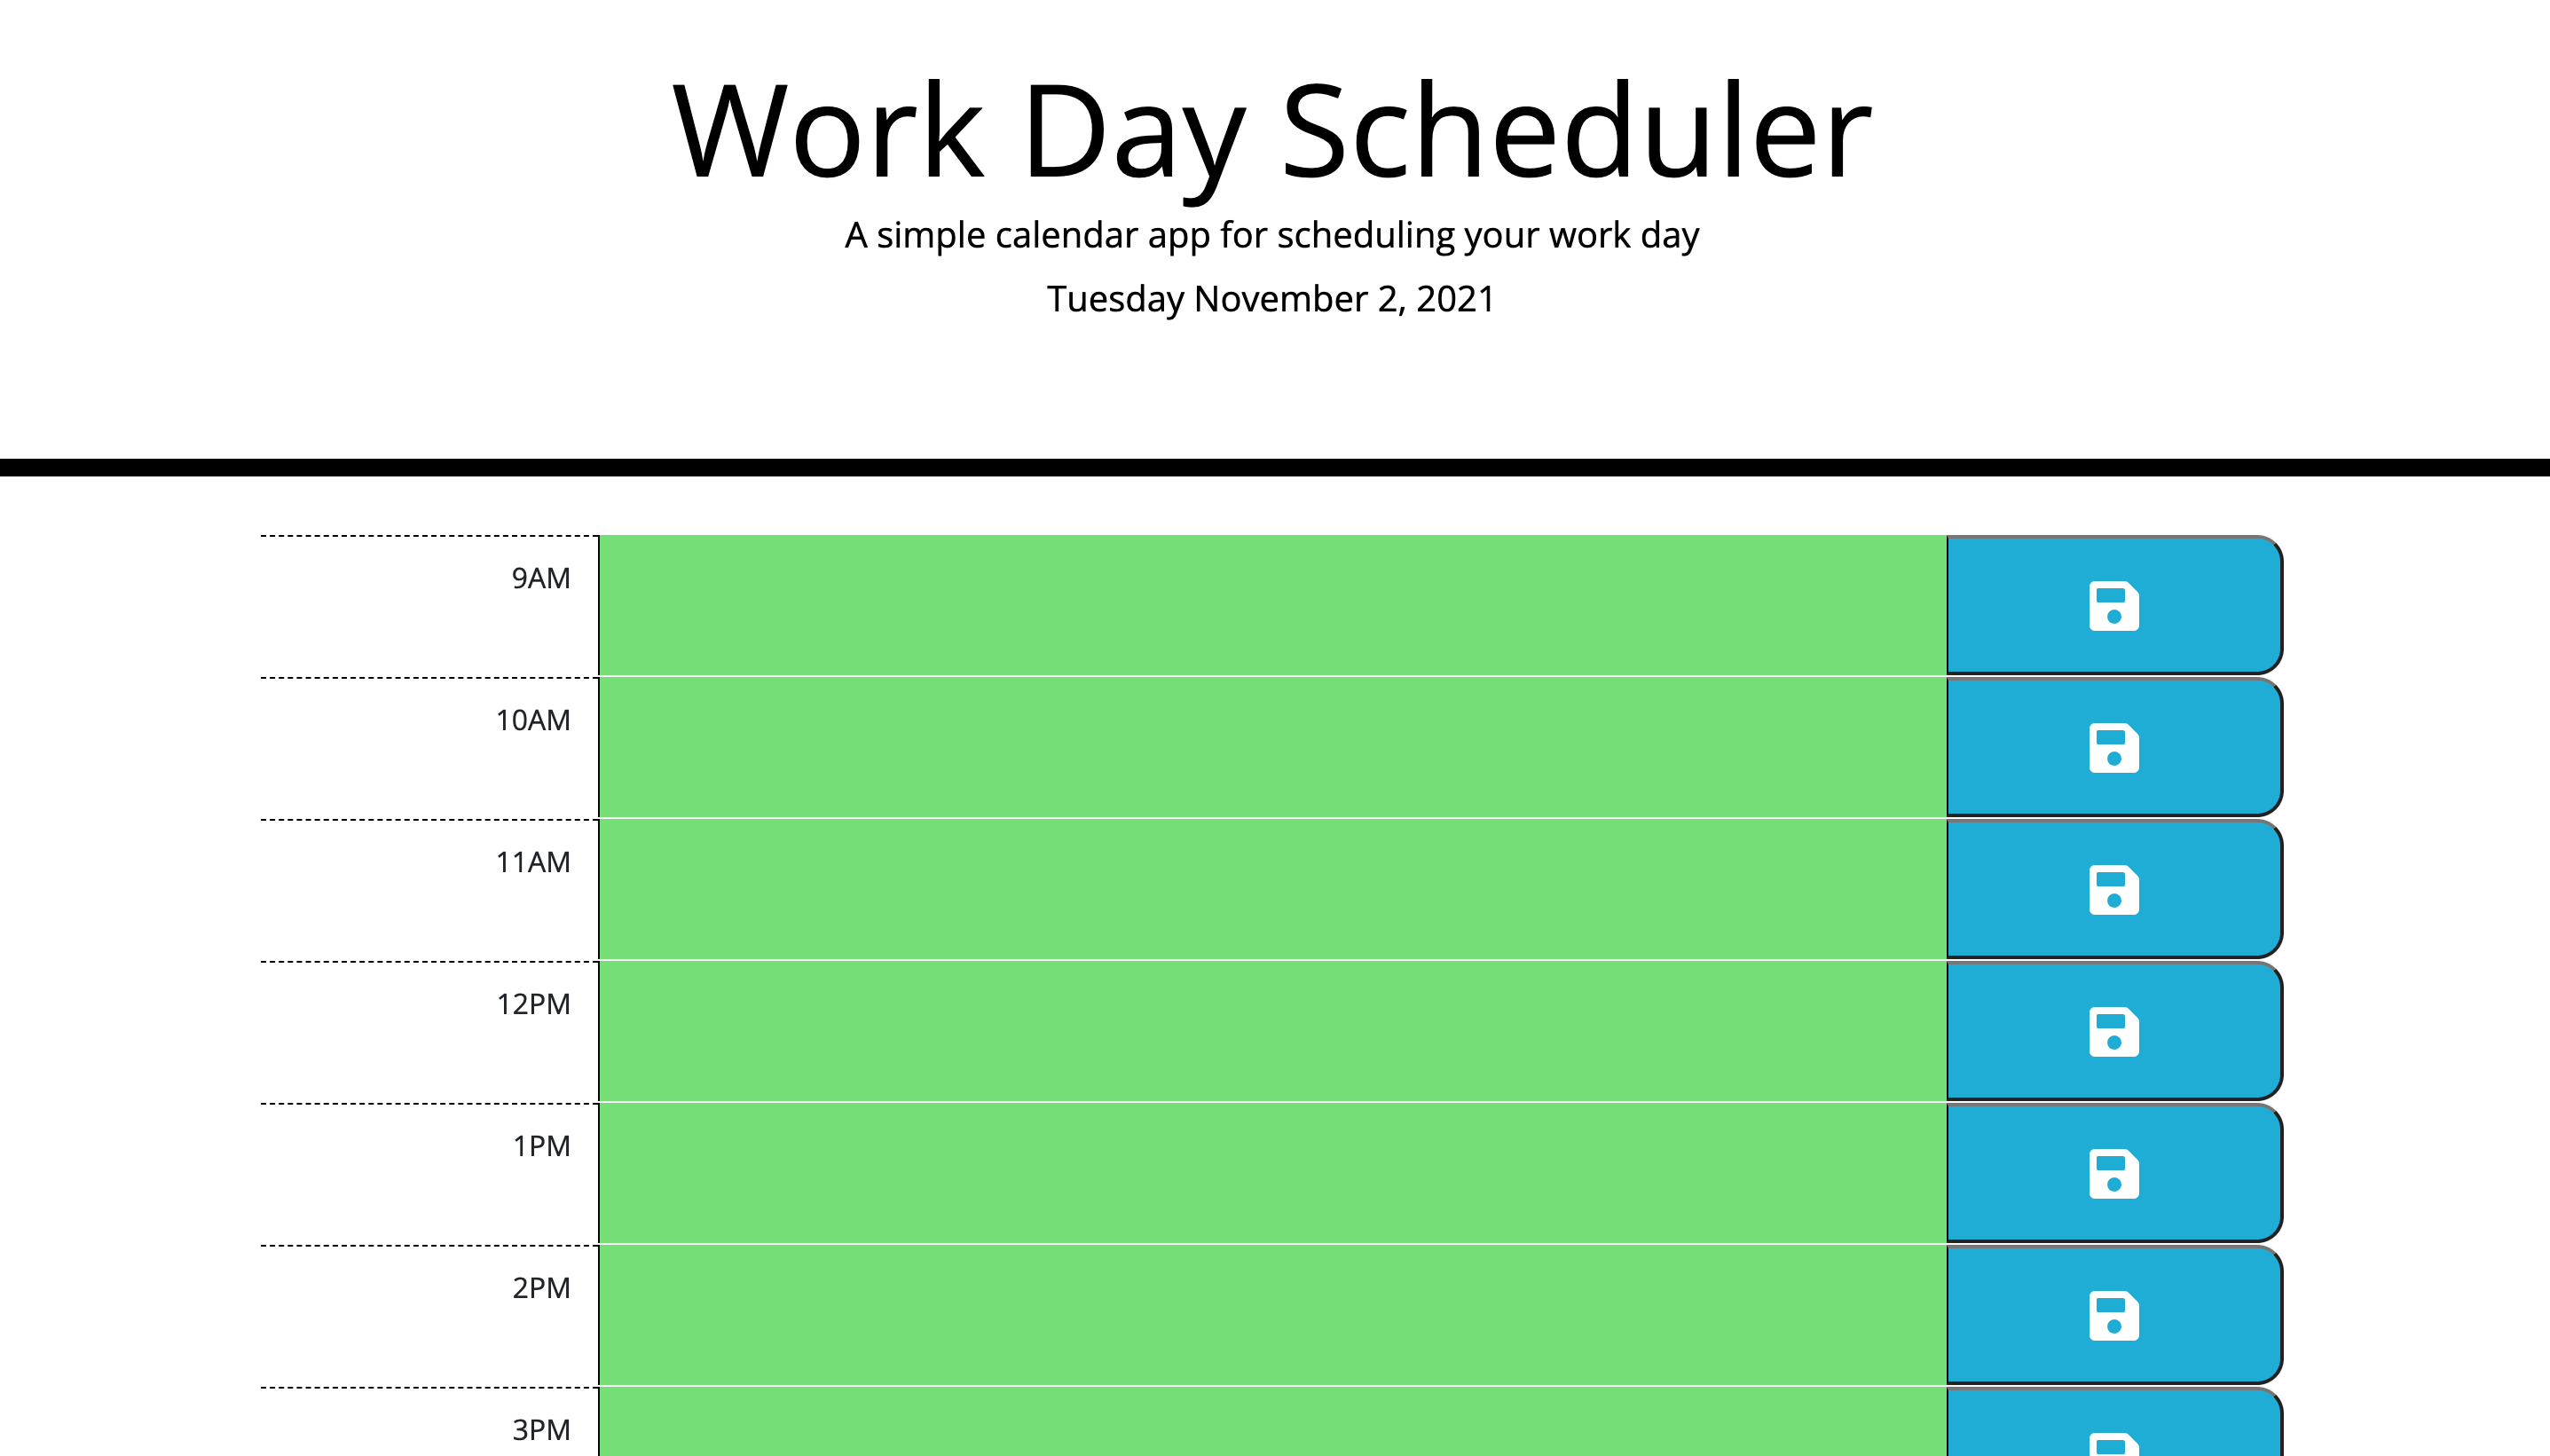 Work Day Scheduler
A simple calendar app for scheduling your work day
Tuesday November 2, 2021
9AM
10AM
11AM
12PM
1PM
2PM
3PM